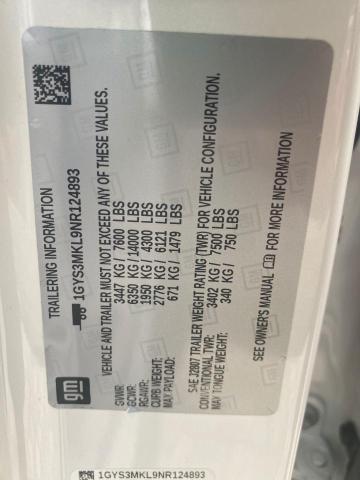 TRAILERING INFORMATION
1GYS3MKL9NR124893
VEHICLE AND TRAILER MUST NOT EXCEED ANY OF THESE VALUES.
GVWR: 3447 KG/ 7600 LBS
GCWR: 6350 KG/ 14000 LBS
RGAWR: 1950 KG/ 4300 LBS
CURB WEIGHT: 2776 KG/ 6121 LBS
MAX PAYLOAD: 671 KG/ 1479 LBS
SAE J2807 TRAILER WEIGHT RATING (TWR) FOR VEHICLE CONFIGURATION.
CONVENTIONAL TWR: 3402 KG/ 7500 LBS
MAX TONGUE WEIGHT: 340 KG/ 750 LBS
SEE OWNER'S MANUAL FOR MORE INFORMATION
gm
1GYS3MKL9NR124893